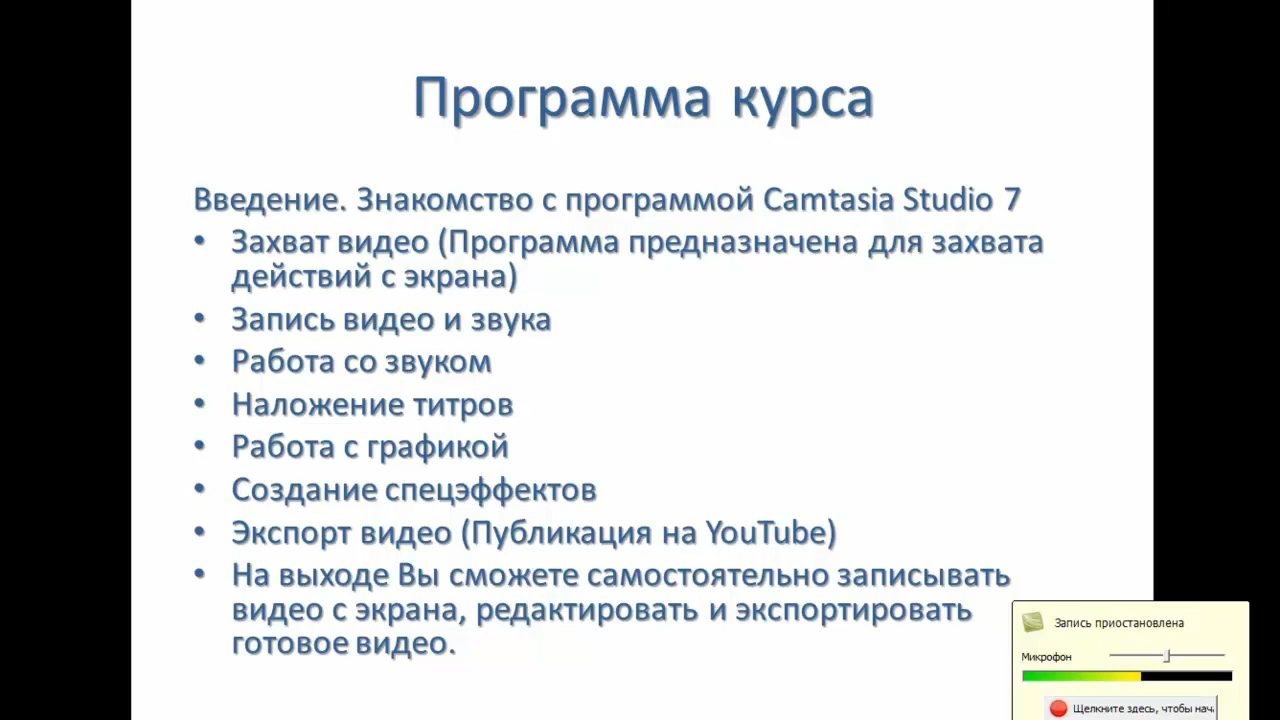 Программа курса
Введение. Знакомство с программой Camtasia Studio 7
• Захват видео (Программа предназначена для захвата
действий с экрана)
• Запись видео и звука
• Работа со звуком
• Наложение титров
• Работа с графикой
• Создание спецэффектов
• Экспорт видео (Публикация на YouTube)
• На выходе Вы сможете самостоятельно записывать
видео с экрана, редактировать и экспортировать
готовое видео.
Запись приостановлена
Микрофон
Щелкните здесь, чтобы нач